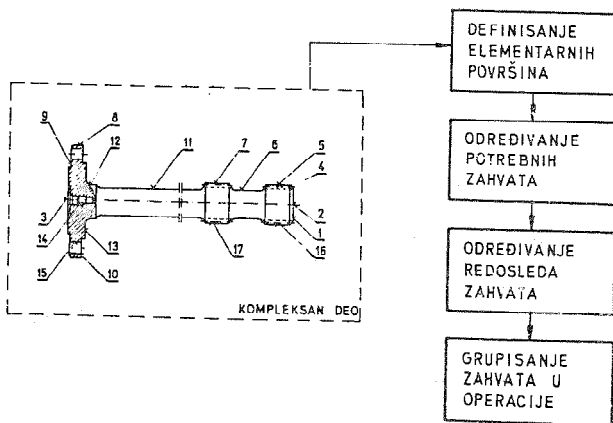 DEFINISANJE
ELEMENTARNIH
POVRŠINA
9
8
12
11
7
6
5
4
3
14
2
1
15
10
13
17
16
KOMPLEKSAN DEO
ODREĐIVANJE
POTREBNIH
ZAHVATA
ODREĐIVANJE
REDOSLEDA
ZAHVATA
GRUPISANJE
ZAHVATA U
OPERACIJE